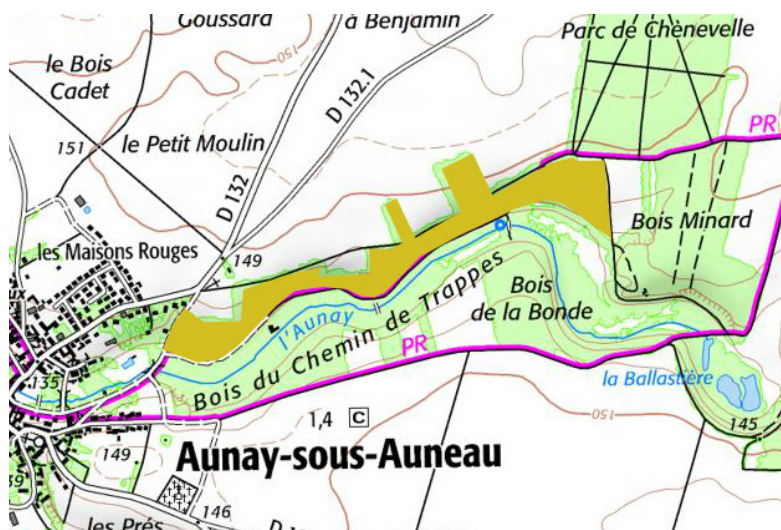 Goussard
à Benjamin
Parc de Chènevelle
le Bois
Cadet
D 132.1
150
PR
151
le Petit Moulin
D 132
149
les Maisons Rouges
Bois Minard
l'Aunay
Bois du Chemin de Trappes
Bois
de la Bonde
PR
135
la Ballastière
1,4 C
150
145
Aunay-sous-Auneau
149
146
les Prés